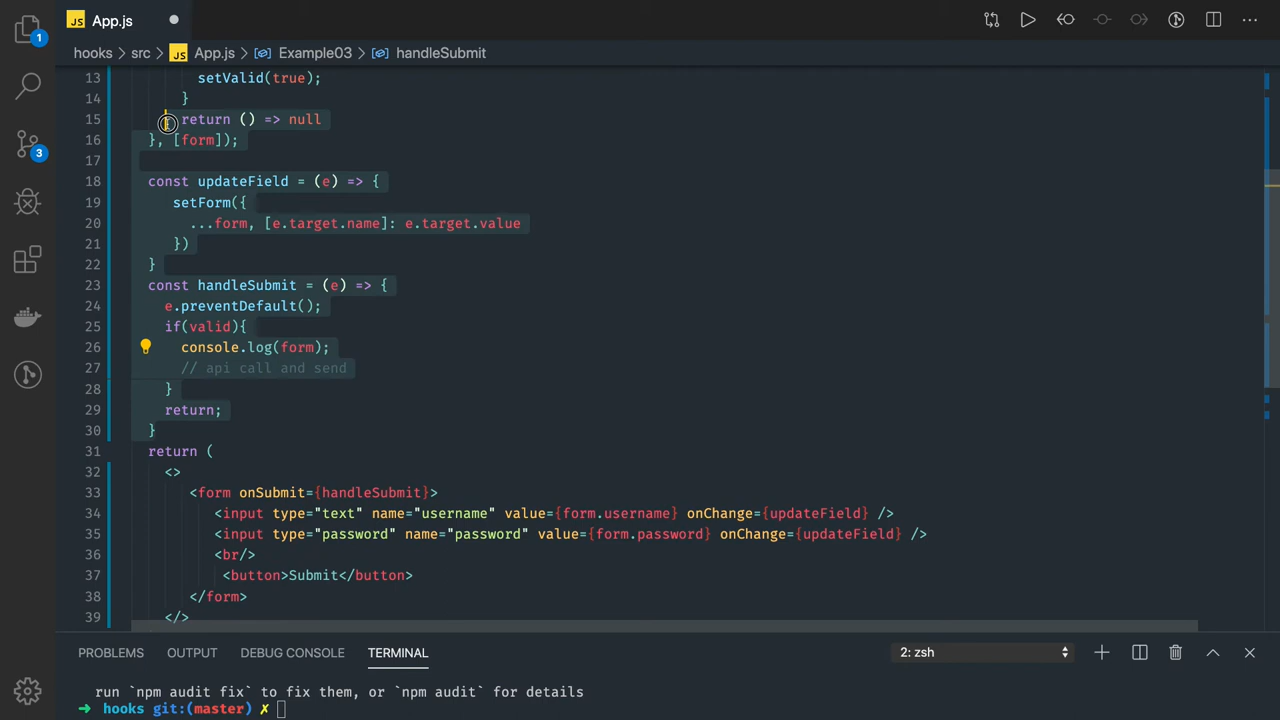 JS App.js
1
hooks > src > JS App.js > Example03 > handleSubmit
13 setValid(true);
14 }
15 return () => null
16 }, [form]);
17
18 const updateField = (e) => {
19 setForm({
20 ...form, [e.target.name]: e.target.value
21 })
22 }
23 const handleSubmit = (e) => {
24 e.preventDefault();
25 if(valid){
26 console.log(form);
27 // api call and send
28 }
29 return;
30 }
31 return (
32 <>
33 <form onSubmit={handleSubmit}>
34 <input type="text" name="username" value={form.username} onChange={updateField} />
35 <input type="password" name="password" value={form.password} onChange={updateField} />
36 <br/>
37 <button>Submit</button>
38 </form>
39 </>
3
PROBLEMS OUTPUT DEBUG CONSOLE TERMINAL 2: zsh
run `npm audit fix` to fix them, or `npm audit` for details
➜ hooks git:(master) ✗